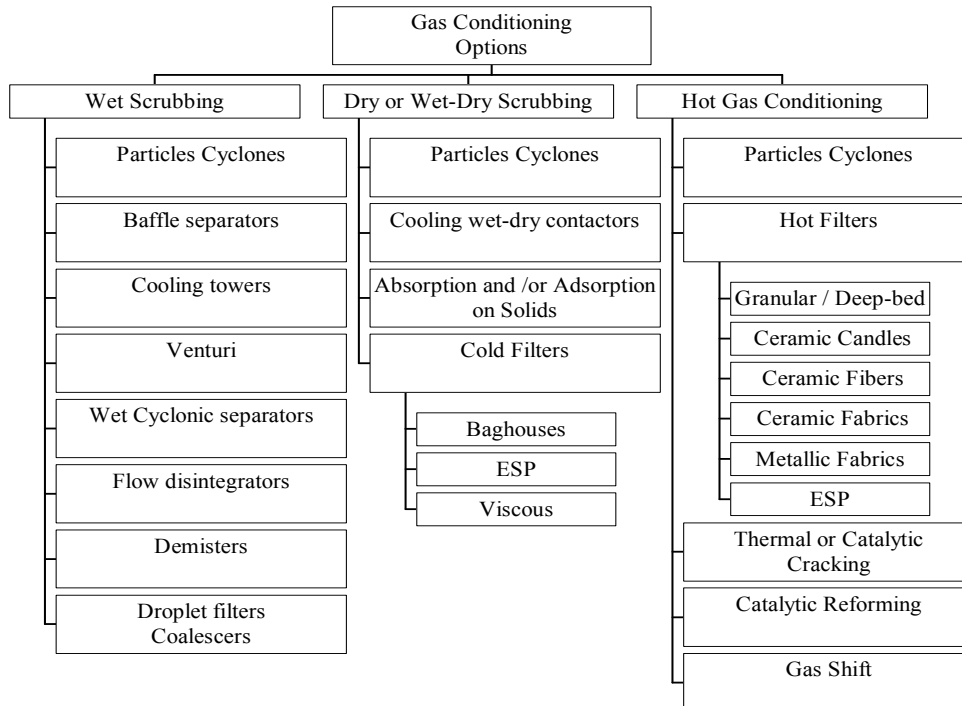 Gas Conditioning
Options
Wet Scrubbing
Particles Cyclones
Baffle separators
Cooling towers
Venturi
Wet Cyclonic separators
Flow disintegrators
Demisters
Droplet filters
Coalescers
Dry or Wet-Dry Scrubbing
Particles Cyclones
Cooling wet-dry contactors
Absorption and /or Adsorption
on Solids
Cold Filters
Baghouses
ESP
Viscous
Hot Gas Conditioning
Particles Cyclones
Hot Filters
Granular / Deep-bed
Ceramic Candles
Ceramic Fibers
Ceramic Fabrics
Metallic Fabrics
ESP
Thermal or Catalytic
Cracking
Catalytic Reforming
Gas Shift